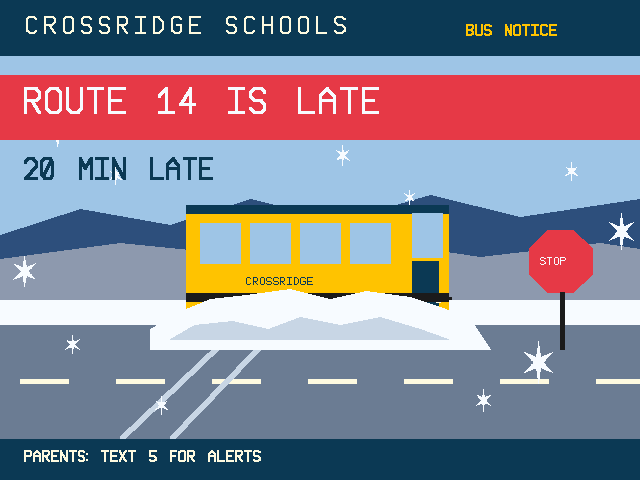 CROSSRIDGE SCHOOLS
BUS NOTICE
ROUTE 14 IS LATE
20 MIN LATE
STOP
CROSSRIDGE
PARENTS: TEXT 5 FOR ALERTS